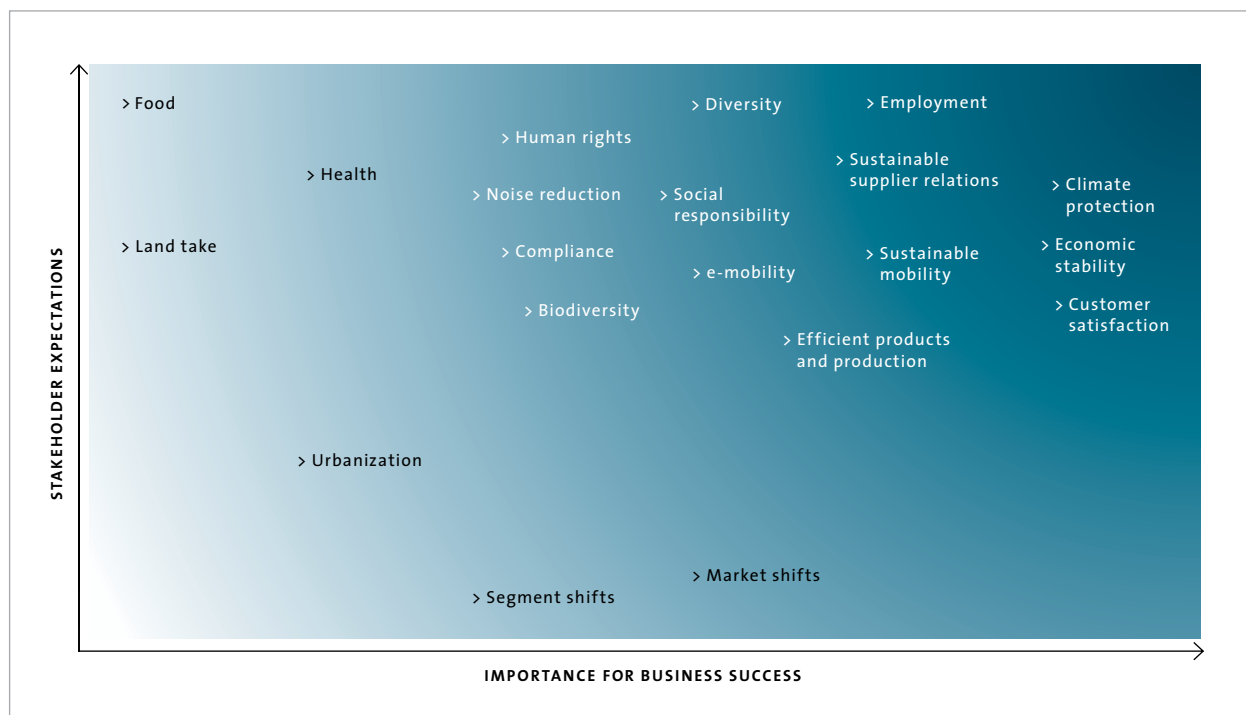 STAKEHOLDER EXPECTATIONS
> Food
> Diversity
> Employment
> Human rights
> Health
> Sustainable
supplier relations
> Climate
protection
> Noise reduction
> Social
responsibility
> Land take
> Compliance
> e-mobility
> Sustainable
mobility
> Economic
stability
> Biodiversity
> Customer
satisfaction
> Efficient products
and production
> Urbanization
> Market shifts
> Segment shifts
IMPORTANCE FOR BUSINESS SUCCESS